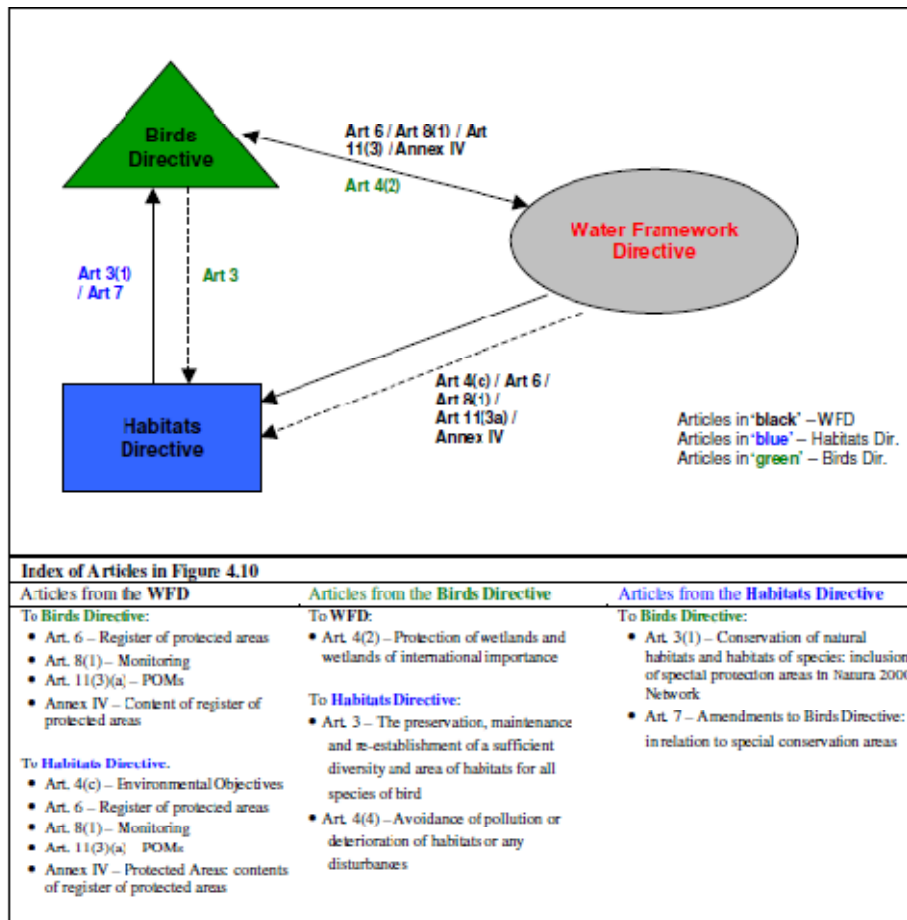 Birds
Directive
Art 6 / Art 8(1) / Art
11(3) / Annex IV
Art 4(2)
Water Framework
Directive
Art 3(1)
/ Art 7
Art 3
Art 4(c) / Art 6 /
Art 8(1) /
Art 11(3a) /
Annex IV
Habitats
Directive
Articles in 'black' – WFD
Articles in 'blue' – Habitats Dir.
Articles in 'green' – Birds Dir.
Index of Articles in Figure 4.10
Articles from the WFD
To Birds Directive:
• Art. 6 – Register of protected areas
• Art. 8(1) – Monitoring
• Art. 11(3)(a) – POMs
• Annex IV – Content of register of
protected areas
To Habitats Directive.
• Art. 4(c) – Environmental Objectives
• Art. 6 – Register of protected areas
• Art. 8(1) – Monitoring
• Art. 11(3)(a) – POMs
• Annex IV – Protected Areas: contents
of register of protected areas
Articles from the Birds Directive
To WFD:
• Art. 4(2) – Protection of wetlands and
wetlands of international importance
To Habitats Directive:
• Art. 3 – The preservation, maintenance
and re-establishment of a sufficient
diversity and area of habitats for all
species of bird
• Art. 4(4) – Avoidance of pollution or
deterioration of habitats or any
disturbances
Articles from the Habitats Directive
To Birds Directive:
• Art. 3(1) – Conservation of natural
habitats and habitats of species: inclusion
of special protection areas in Natura 2000
Network
• Art. 7 – Amendments to Birds Directive:
in relation to special conservation areas